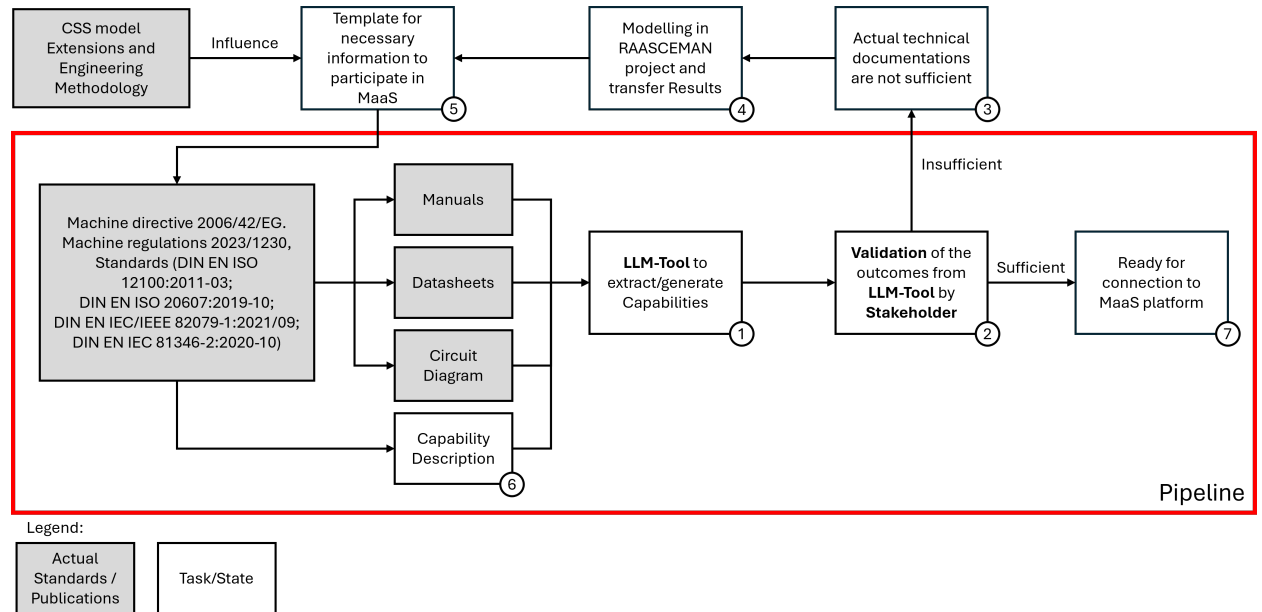 CSS model
Extensions and
Engineering
Methodology
Influence
Template for
necessary
information to
participate in
MaaS
5
Modelling in
RAASCEMAN
project and
transfer Results
4
Actual technical
documentations
are not sufficient
3
Insufficient
Machine directive 2006/42/EG.
Machine regulations 2023/1230,
Standards (DIN EN ISO
12100:2011-03;
DIN EN ISO 20607:2019-10;
DIN EN IEC/IEEE 82079-1:2021/09;
DIN EN IEC 81346-2:2020-10)
Manuals
Datasheets
Circuit
Diagram
Capability
Description
6
LLM-Tool to
extract/generate
Capabilities
1
Validation of the
outcomes from
LLM-Tool by
Stakeholder
2
Sufficient
Ready for
connection to
MaaS platform
7
Pipeline
Legend:
Actual
Standards /
Publications
Task/State